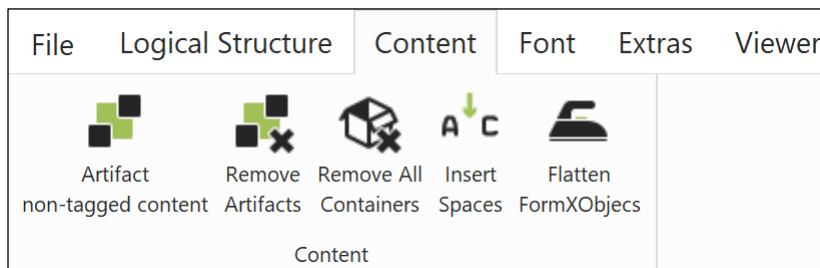 File Logical Structure Content Font Extras Viewer
A C
Artifact Remove Remove All Insert Flatten
non-tagged content Artifacts Containers Spaces FormXObjecs
Content